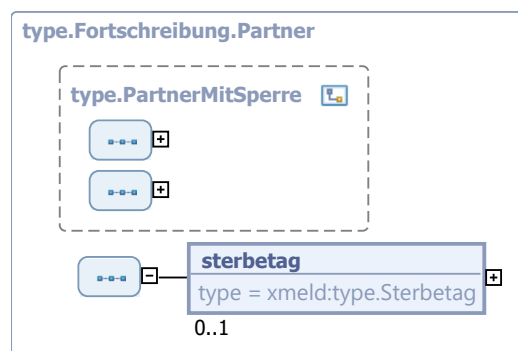 type.Fortschreibung.Partner
type.PartnerMitSperre
sterbetag
type = xmeld:type.Sterbetag
0..1